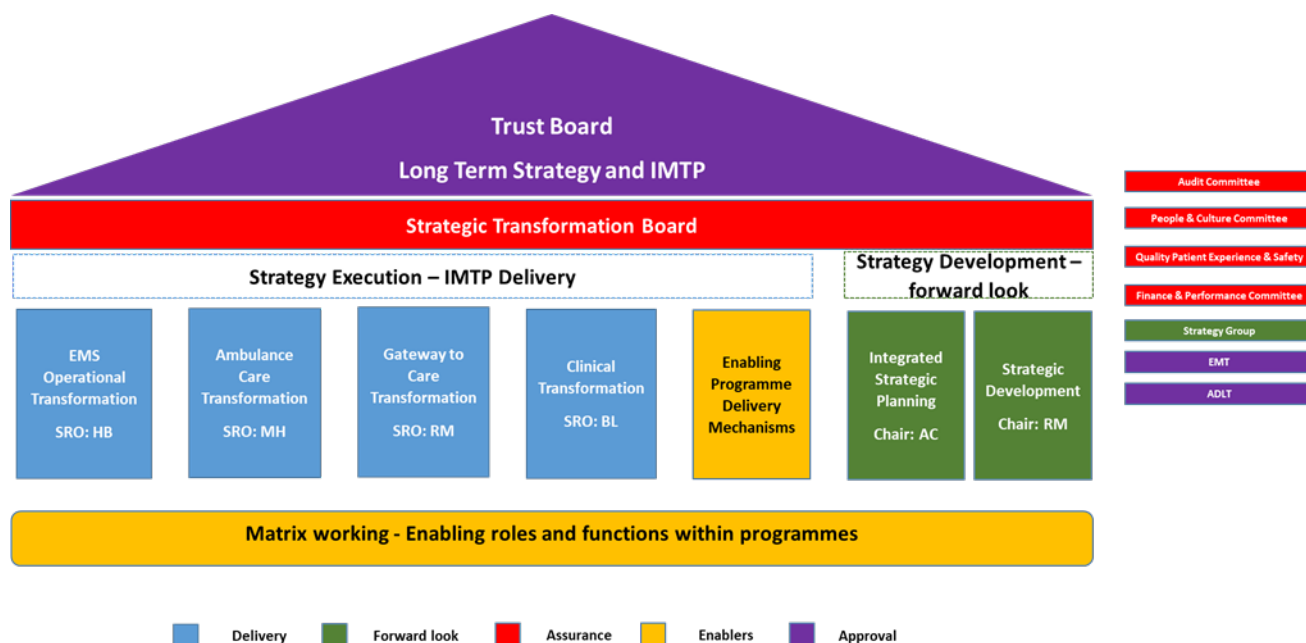 Trust Board
Long Term Strategy and IMTP
Strategic Transformation Board
Strategy Execution – IMTP Delivery
Strategy Development –
forward look
EMS
Operational
Transformation
SRO: HB
Ambulance
Care
Transformation
SRO: MH
Gateway to
Care
Transformation
SRO: RM
Clinical
Transformation
SRO: BL
Enabling
Programme
Delivery
Mechanisms
Integrated
Strategic
Planning
Chair: AC
Strategic
Development
Chair: RM
Matrix working - Enabling roles and functions within programmes
Audit Committee
People & Culture Committee
Quality Patient Experience & Safety
Finance & Performance Committee
Strategy Group
EMT
ADLT
Delivery
Forward look
Assurance
Enablers
Approval